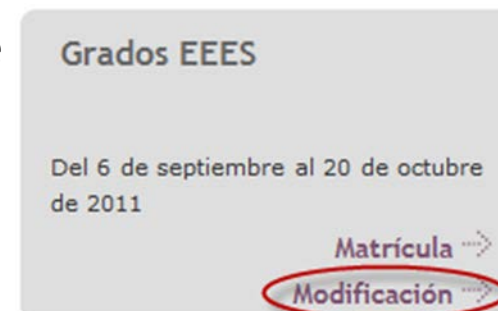 Grados EEES
Del 6 de septiembre al 20 de octubre
de 2011
Matrícula
Modificación